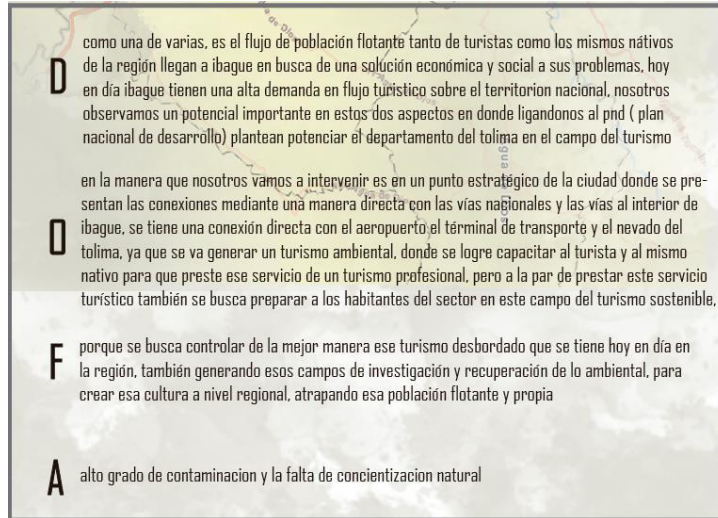 D
como una de varias, es el flujo de población flotante tanto de turistas como los mismos nátivos
de la región llegan a ibague en busca de una solución económica y social a sus problemas, hoy
en día ibague tienen una alta demanda en flujo turistico sobre el territorion nacional, nosotros
observamos un potencial importante en estos dos aspectos en donde ligandonos al pnd ( plan
nacional de desarrollo) plantean potenciar el departamento del tolima en el campo del turismo
O
en la manera que nosotros vamos a intervenir es en un punto estratégico de la ciudad donde se pre-
sentan las conexiones mediante una manera directa con las vías nacionales y las vías al interior de
ibague, se tiene una conexión directa con el aeropuerto el términal de transporte y el nevado del
tolima, ya que se va generar un turismo ambiental, donde se logre capacitar al turista y al mismo
nativo para que preste ese servicio de un turismo profesional, pero a la par de prestar este servicio
turístico también se busca preparar a los habitantes del sector en este campo del turismo sostenible,
F
porque se busca controlar de la mejor manera ese turismo desbordado que se tiene hoy en día en
la región, también generando esos campos de investigación y recuperación de lo ambiental, para
crear esa cultura a nivel regional, atrapando esa población flotante y propia
A
alto grado de contaminacion y la falta de concientizacion natural